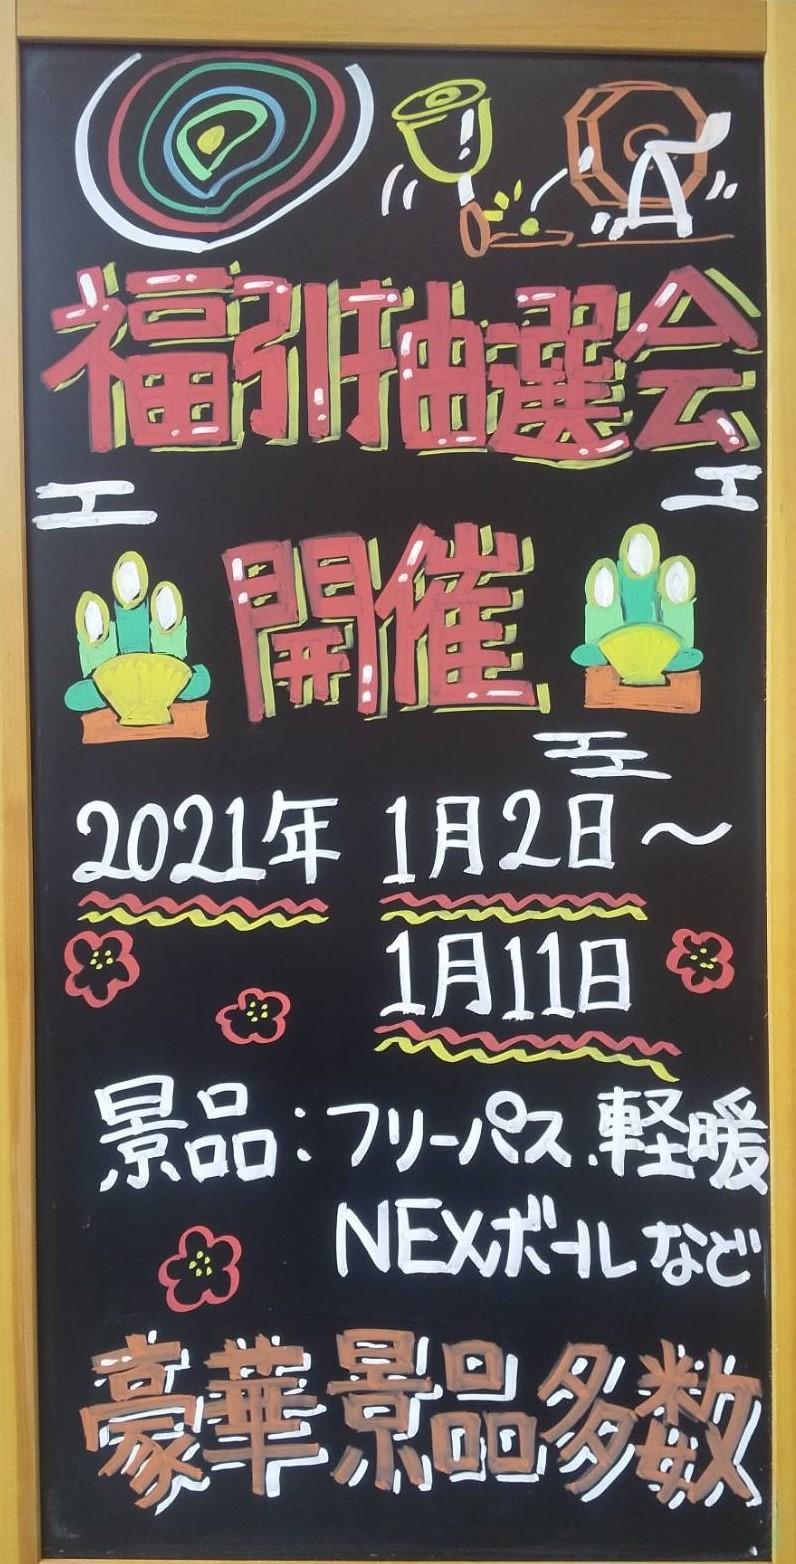 福引抽選会
開催
2021年 1月2日～
1月11日
景品：フリーパス、軽暖
NEXボールなど
豪華景品多数